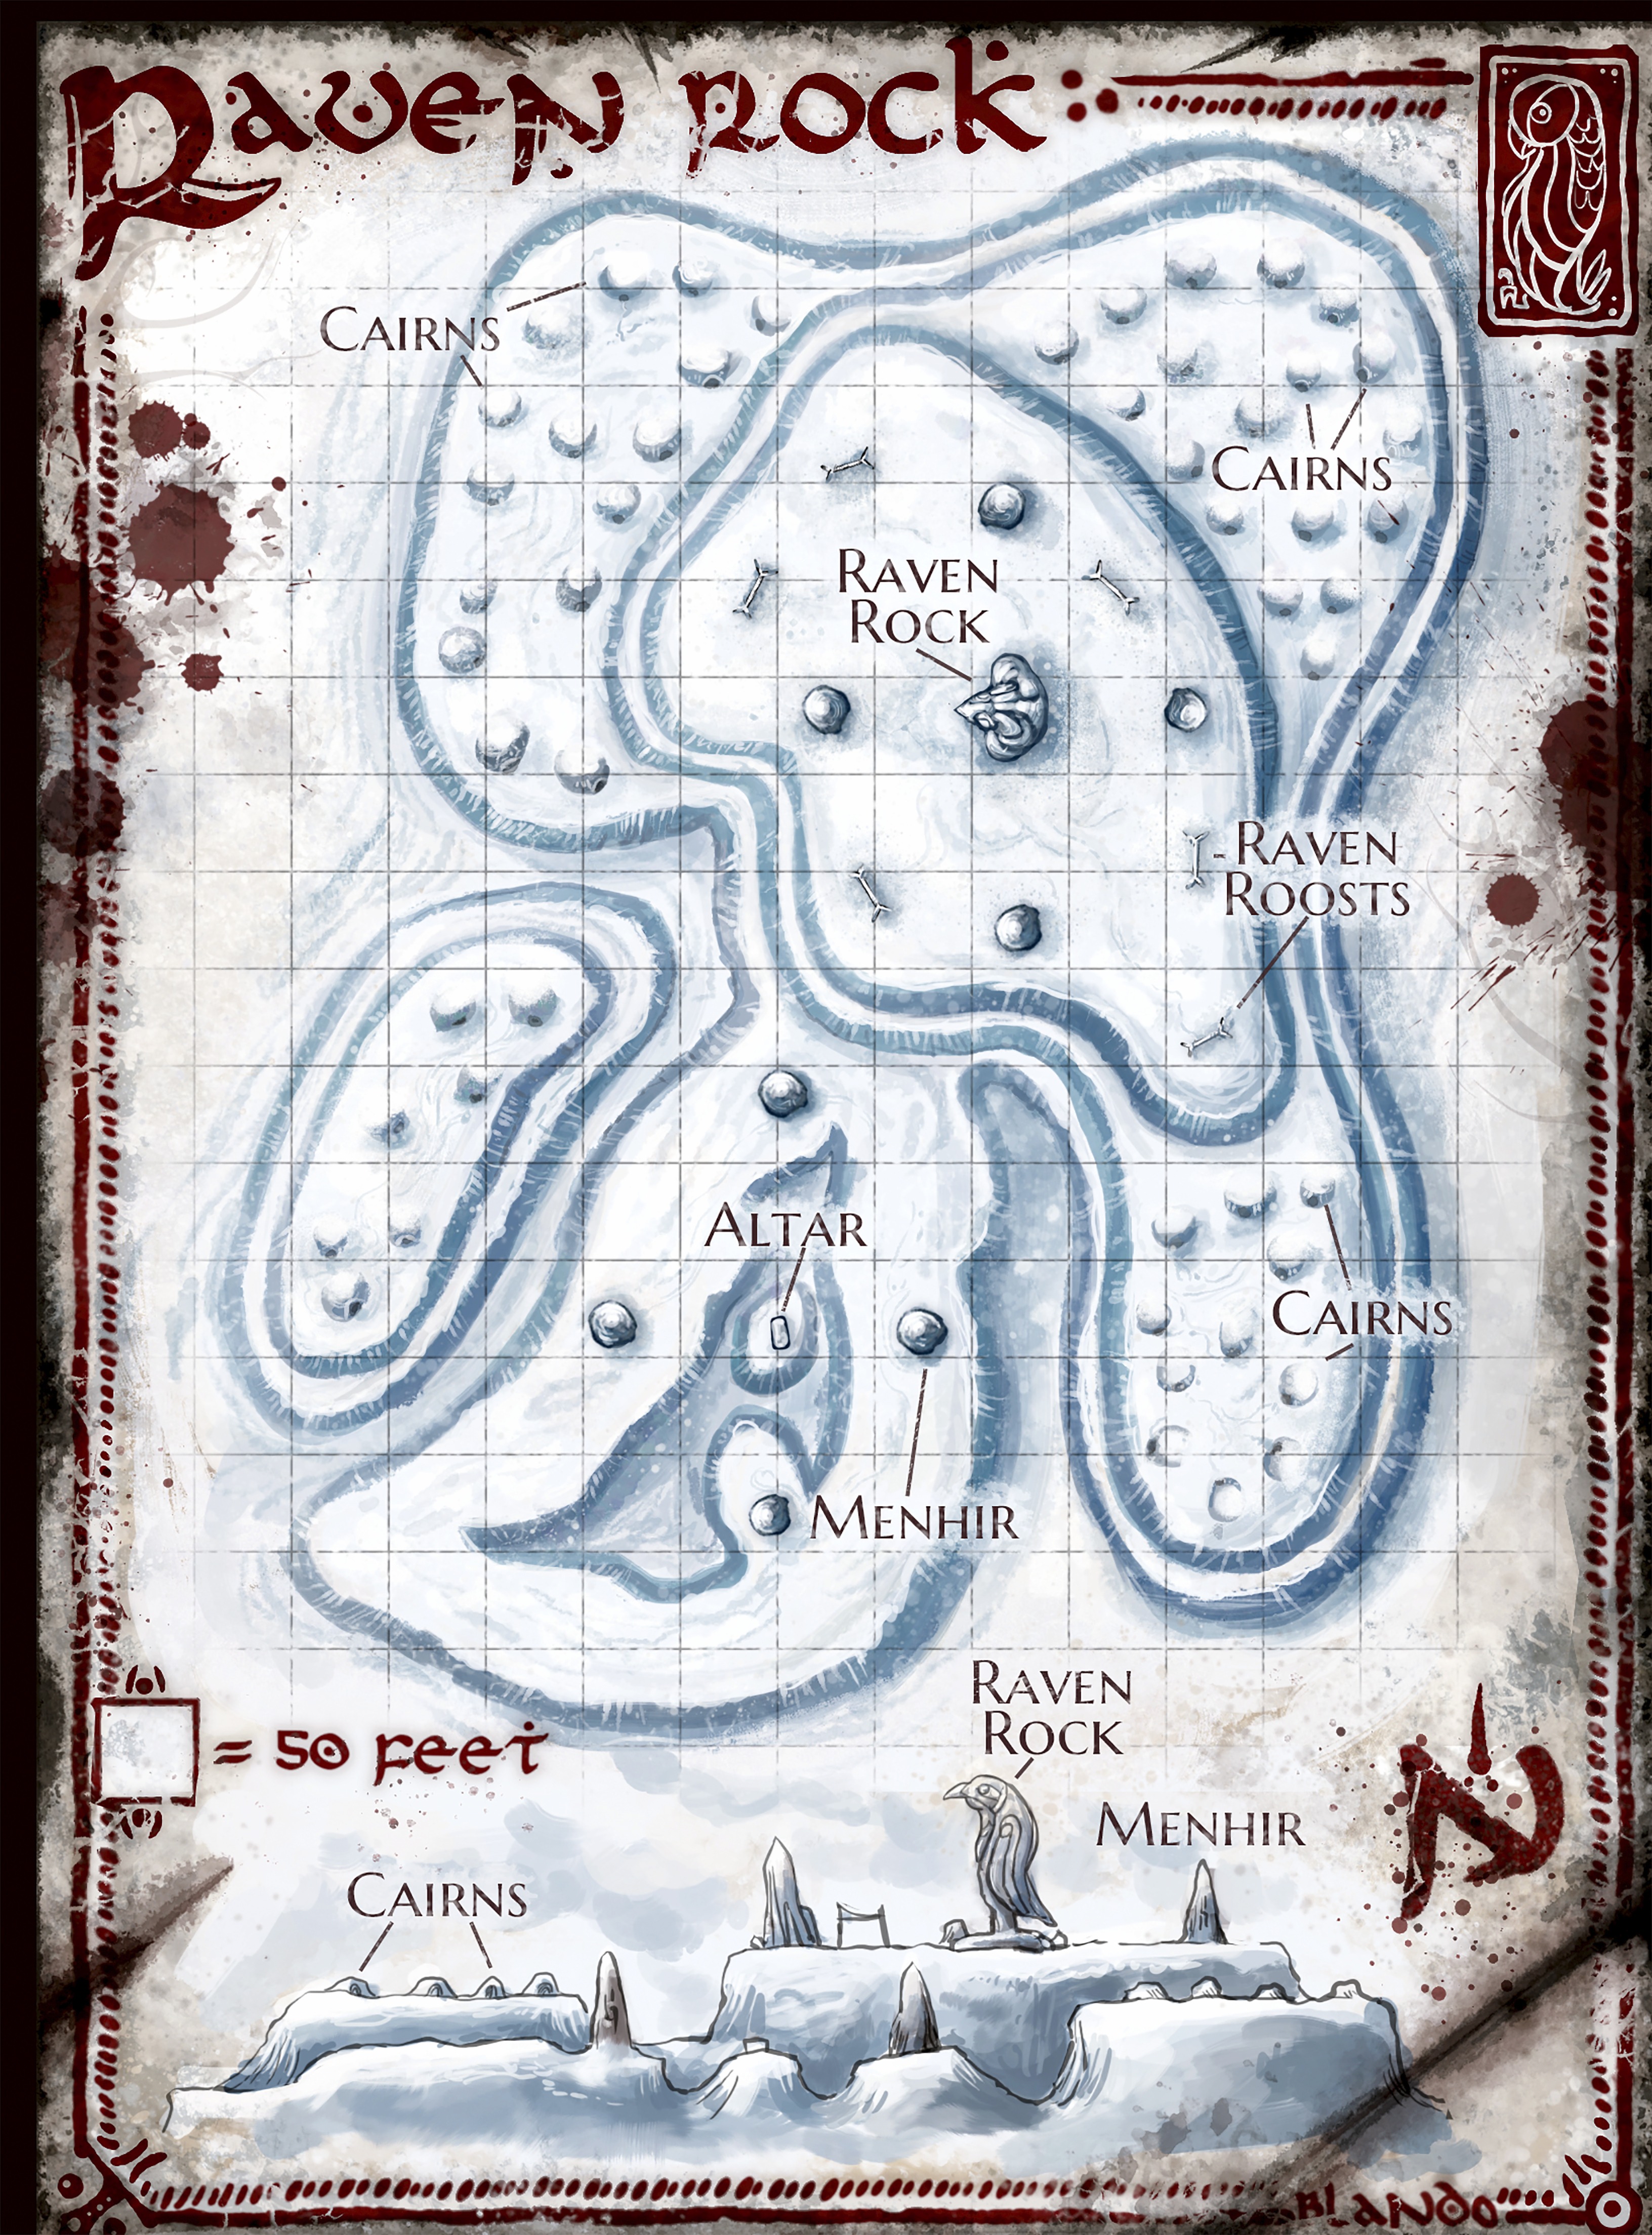 Raven Rock
Cairns
Cairns
Raven
Rock
Raven
Roosts
Altar
Cairns
Menhir
= 50 feet
Raven
Rock
Menhir
Cairns
N
Blando